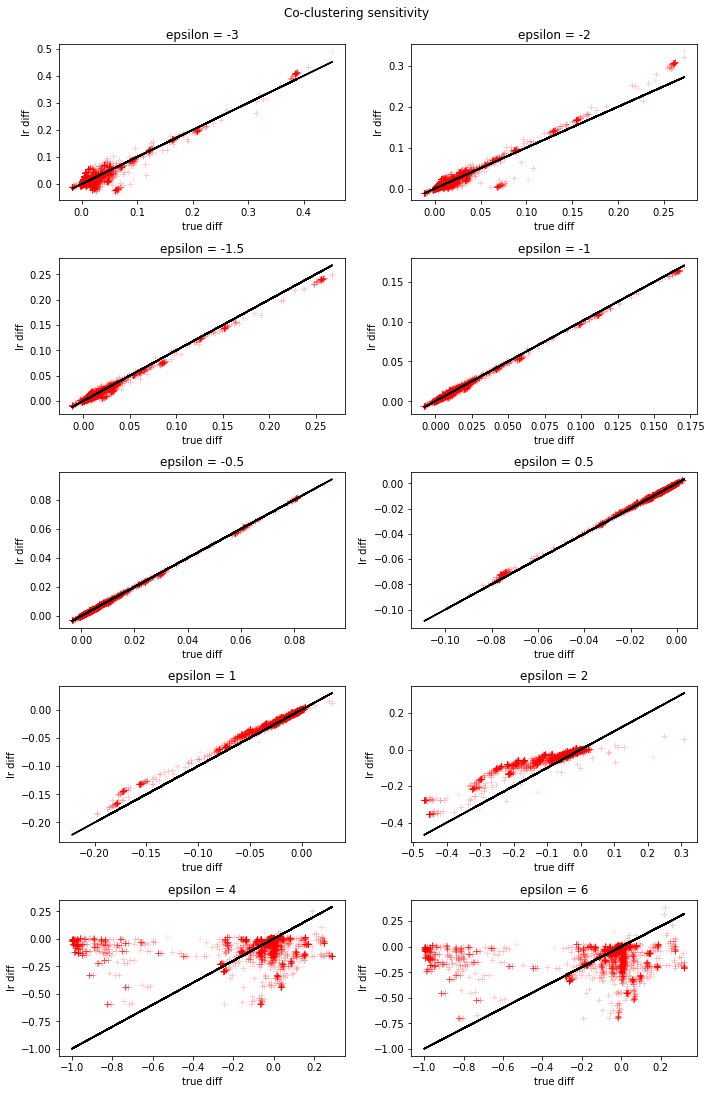 Co-clustering sensitivity
epsilon = -3
0.5
0.4
0.3
0.2
0.1
0.0
lr diff
0.0 0.1 0.2 0.3 0.4
true diff
epsilon = -2
0.3
0.2
0.1
0.0
lr diff
0.00 0.05 0.10 0.15 0.20 0.25
true diff
epsilon = -1.5
0.25
0.20
0.15
0.10
0.05
0.00
lr diff
0.00 0.05 0.10 0.15 0.20 0.25
true diff
epsilon = -1
0.15
0.10
0.05
0.00
lr diff
0.000 0.025 0.050 0.075 0.100 0.125 0.150 0.175
true diff
epsilon = -0.5
0.08
0.06
0.04
0.02
0.00
lr diff
0.00 0.02 0.04 0.06 0.08
true diff
epsilon = 0.5
0.00
−0.02
−0.04
−0.06
−0.08
−0.10
lr diff
−0.10 −0.08 −0.06 −0.04 −0.02 0.00
true diff
epsilon = 1
0.00
−0.05
−0.10
−0.15
−0.20
lr diff
−0.20 −0.15 −0.10 −0.05 0.00
true diff
epsilon = 2
0.2
0.0
−0.2
−0.4
lr diff
−0.5 −0.4 −0.3 −0.2 −0.1 0.0 0.1 0.2 0.3
true diff
epsilon = 4
0.25
0.00
−0.25
−0.50
−0.75
−1.00
lr diff
−1.0 −0.8 −0.6 −0.4 −0.2 0.0 0.2
true diff
epsilon = 6
0.25
0.00
−0.25
−0.50
−0.75
−1.00
lr diff
−1.0 −0.8 −0.6 −0.4 −0.2 0.0 0.2
true diff